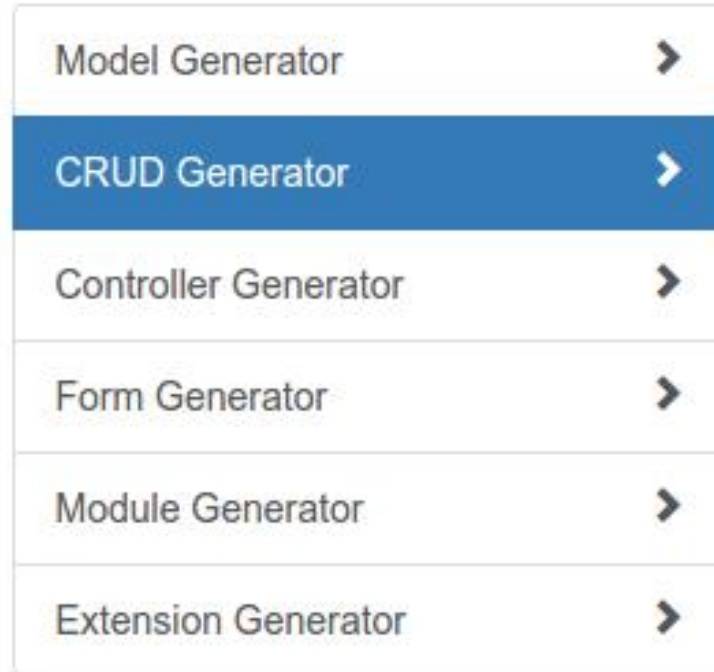 Model Generator
CRUD Generator
Controller Generator
Form Generator
Module Generator
Extension Generator